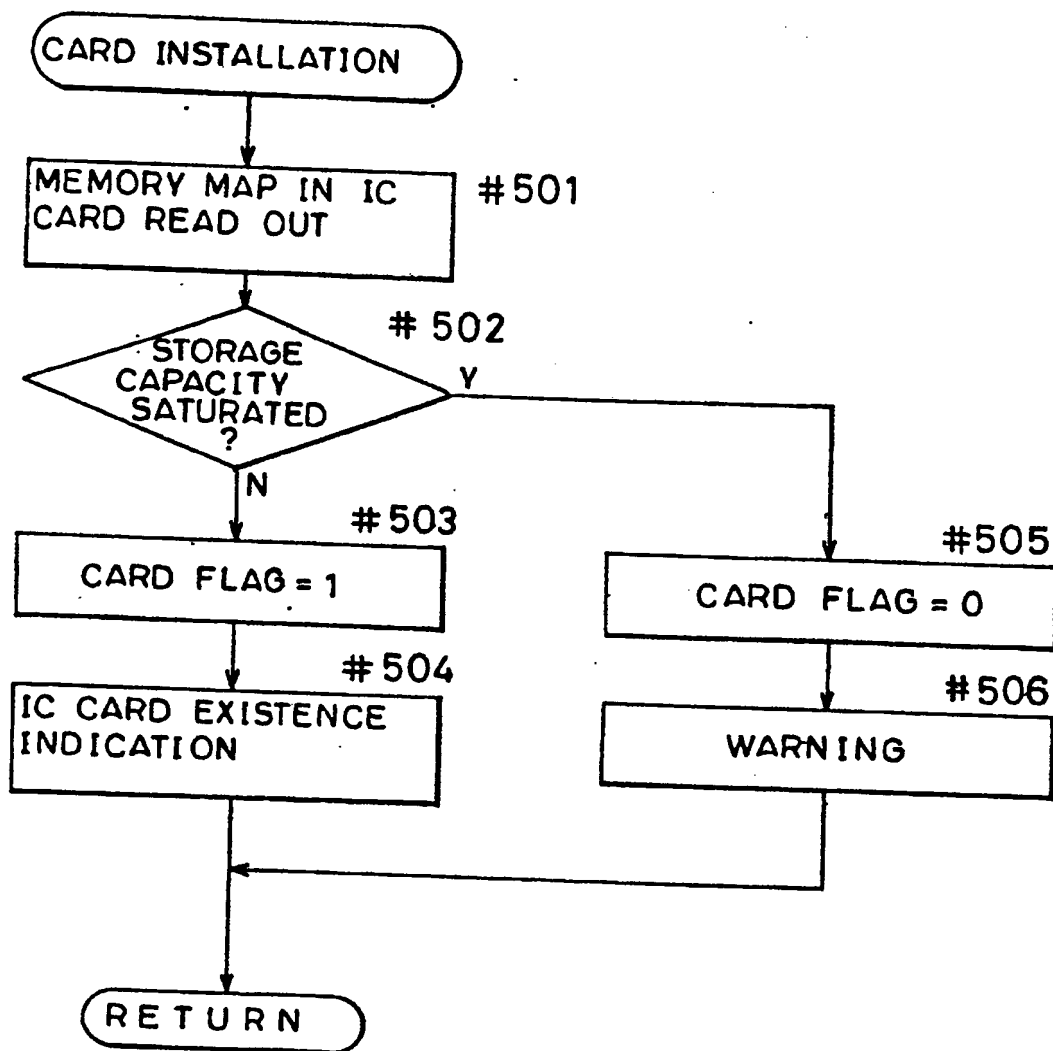 CARD INSTALLATION
MEMORY MAP IN IC
CARD READ OUT
#501
#502
STORAGE
CAPACITY
SATURATED
?
Y
N
#503
CARD FLAG = 1
#504
IC CARD EXISTENCE
INDICATION
#505
CARD FLAG = 0
#506
WARNING
RETURN